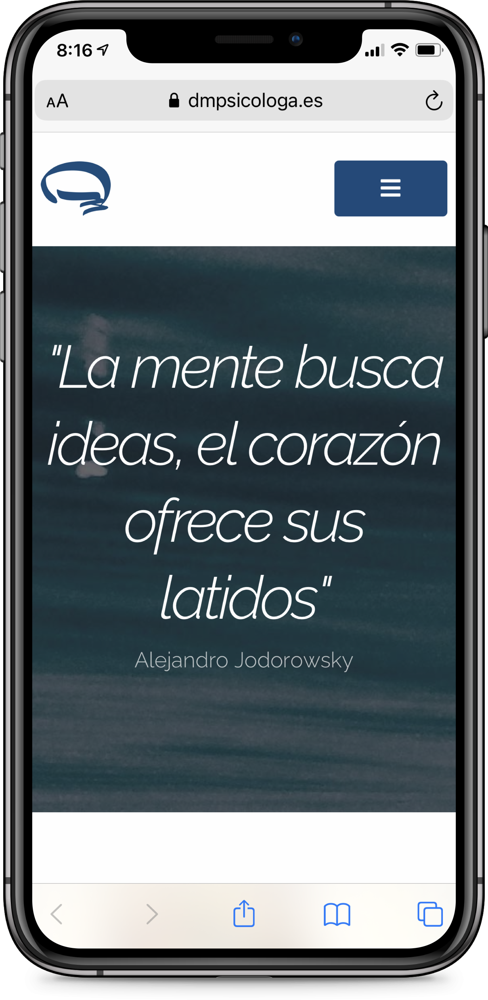 8:16
AA dmpsicologa.es
"La mente busca
ideas, el corazón
ofrece sus
latidos"
Alejandro Jodorowsky